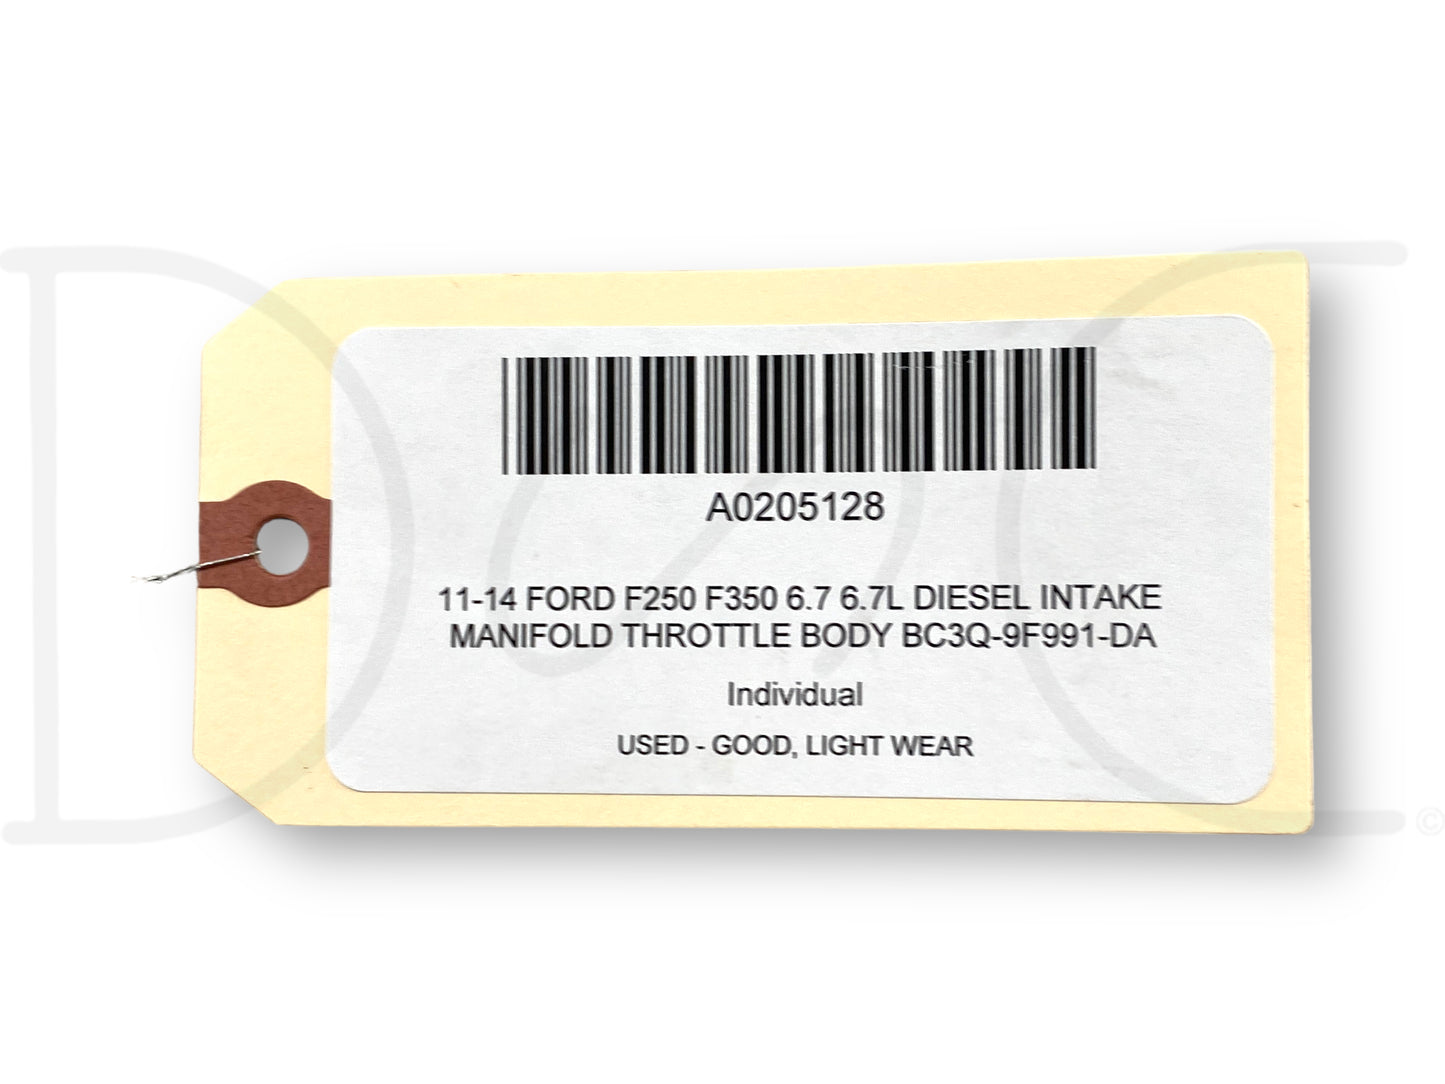 A0205128
11-14 FORD F250 F350 6.7 6.7L DIESEL INTAKE
MANIFOLD THROTTLE BODY BC3Q-9F991-DA
Individual
USED - GOOD, LIGHT WEAR
©